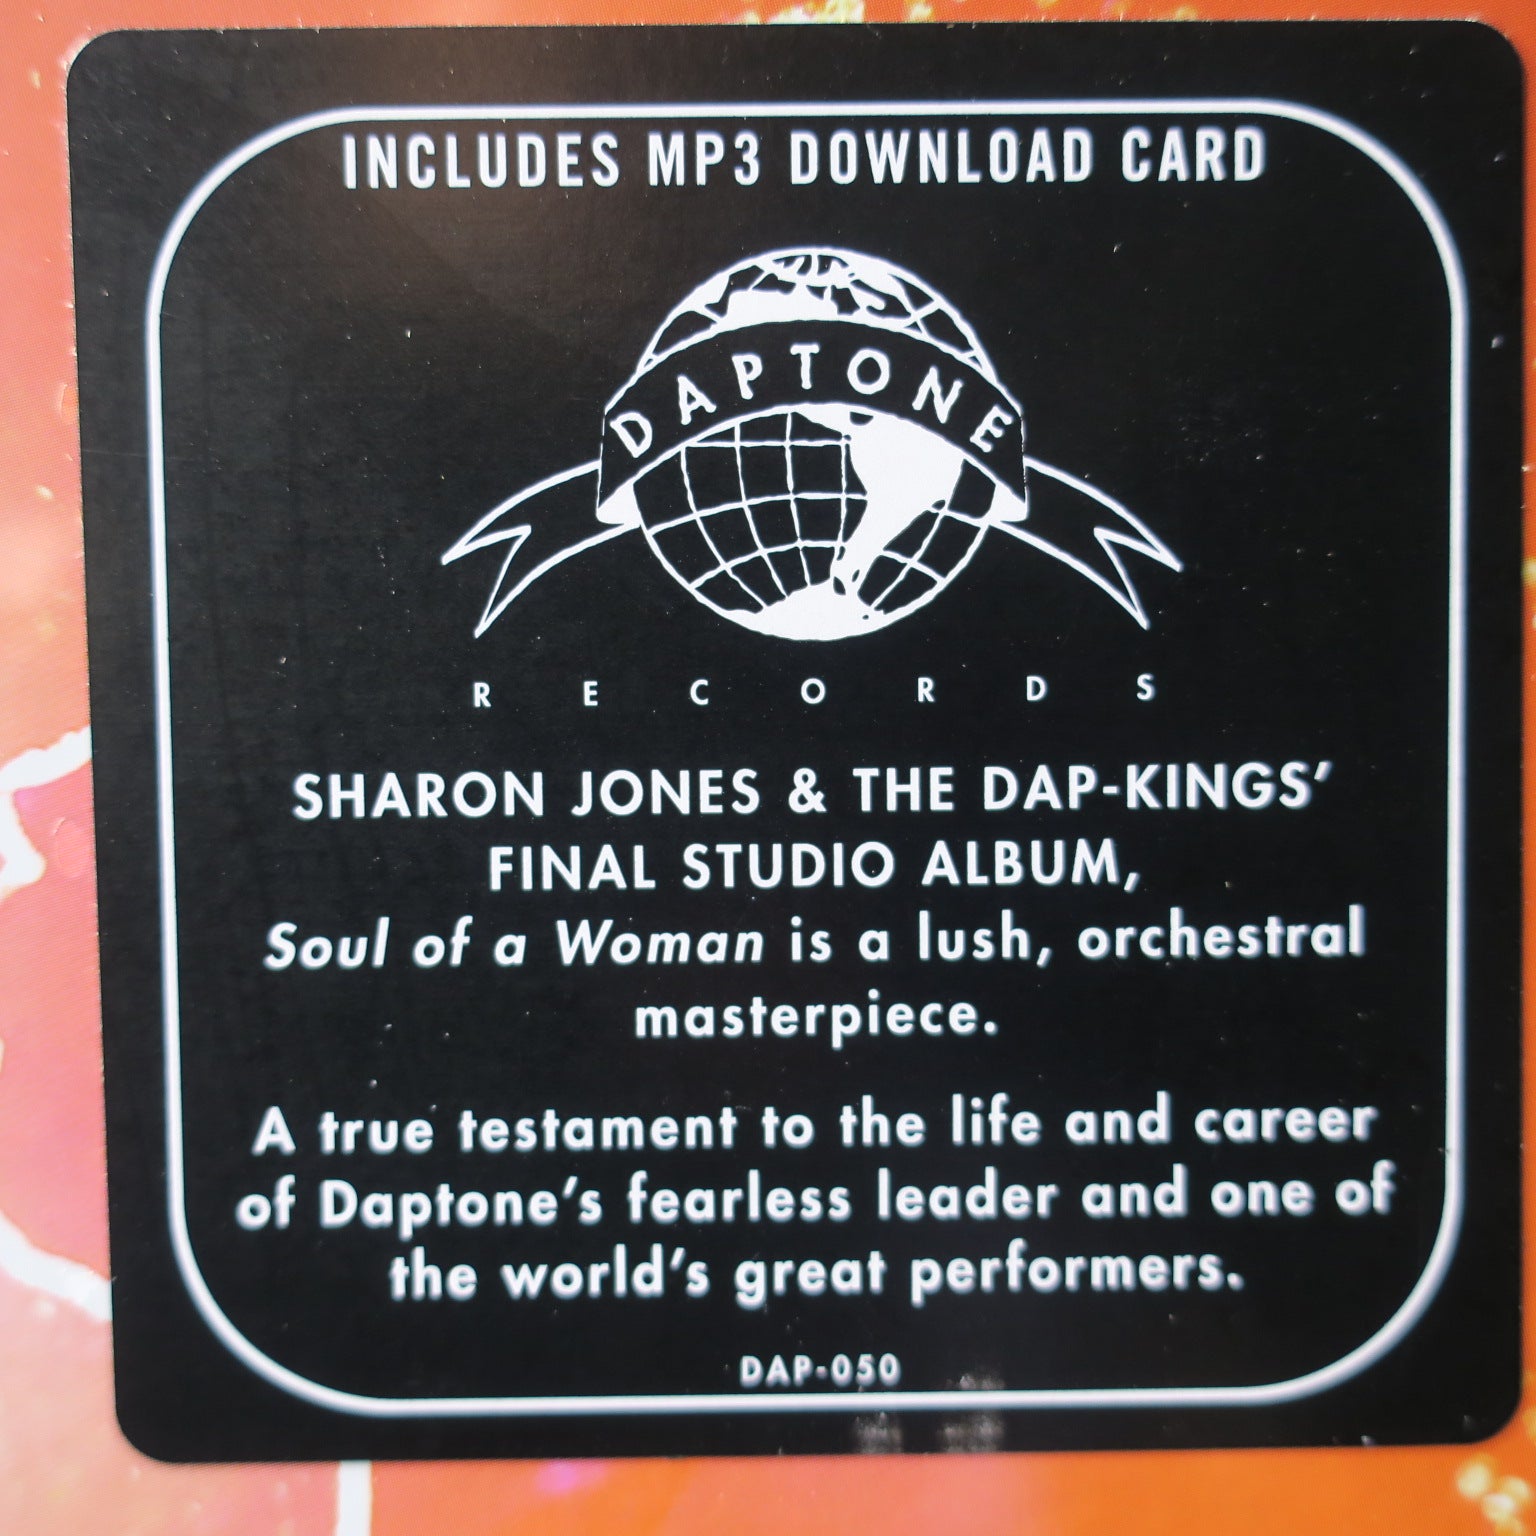 INCLUDES MP3 DOWNLOAD CARD
DAPTONE
RECORDS
SHARON JONES & THE DAP-KINGS’
FINAL STUDIO ALBUM,
Soul of a Woman is a lush, orchestral
masterpiece.
A true testament to the life and career
of Daptone’s fearless leader and one of
the world’s great performers.
DAP-050